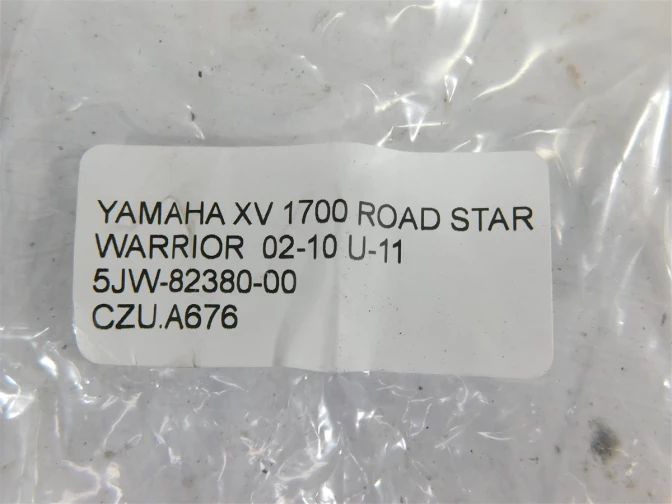 YAMAHA XV 1700 ROAD STAR
WARRIOR 02-10 U-11
5JW-82380-00
CZU.A676